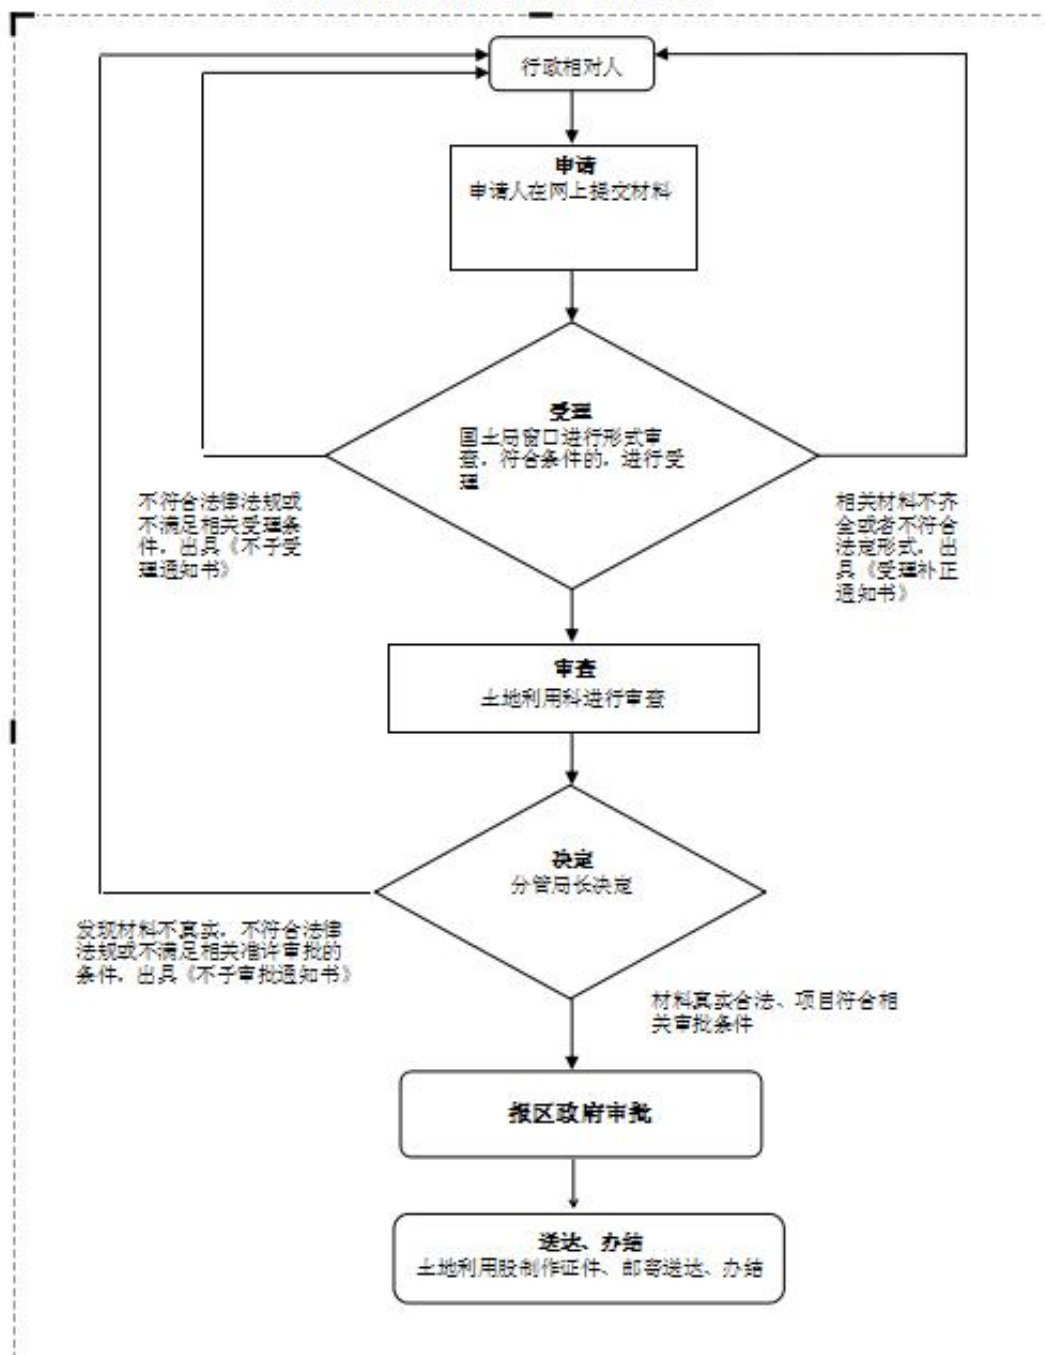 行政相对人
申请
申请人在网上提交材料
受理
国土局窗口进行形式审
查，符合条件的，进行受
理
不符合法律法规或
不满足相关受理条
件，出具《不予受
理通知书》
相关材料不齐
全或者不符合
法定形式，出
具《受理补正
通知书》
审查
土地利用科进行审查
决定
分管局长决定
发现材料不真实，不符合法律
法规或不满足相关准许审批的
条件，出具《不予审批通知书》
材料真实合法、项目符合相
关审批条件
报区政府审批
送达、办结
土地利用股制作证件、邮寄送达、办结